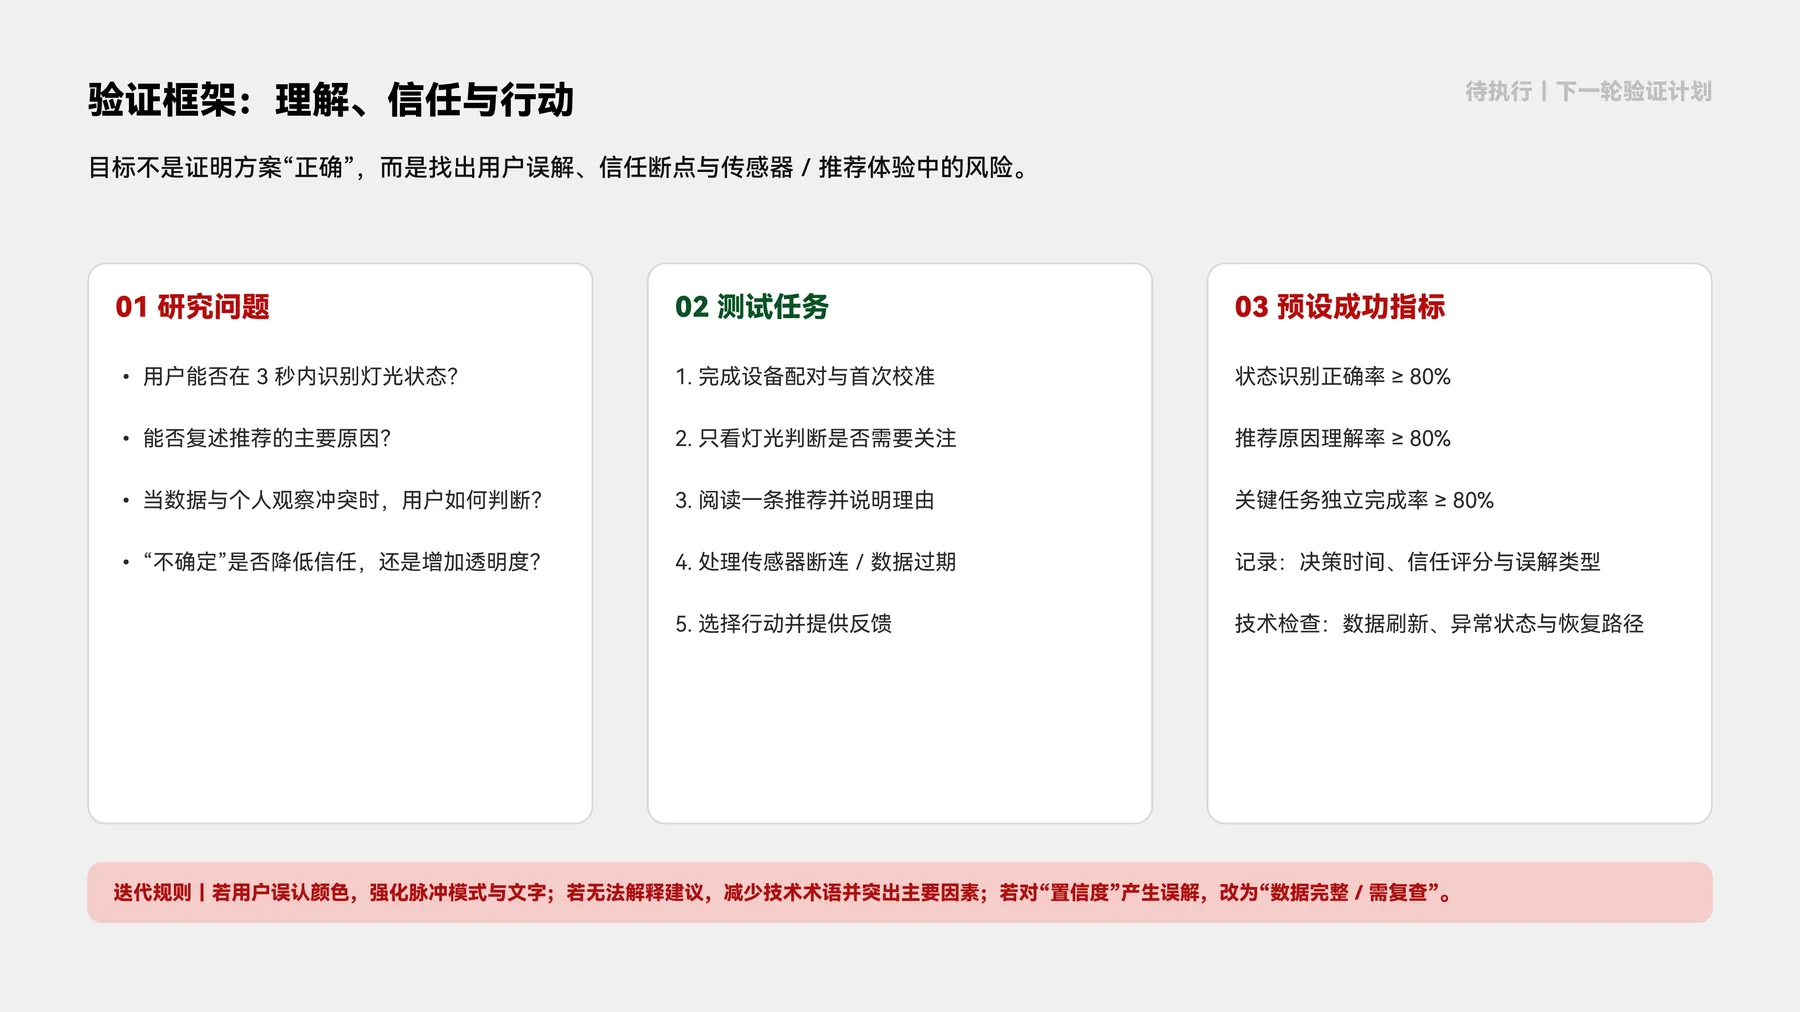 验证框架：理解、信任与行动
待执行｜下一轮验证计划
目标不是证明方案“正确”，而是找出用户误解、信任断点与传感器 / 推荐体验中的风险。
01 研究问题
• 用户能否在 3 秒内识别灯光状态？
• 能否复述推荐的主要原因？
• 当数据与个人观察冲突时，用户如何判断？
• “不确定”是否降低信任，还是增加透明度？
02 测试任务
1. 完成设备配对与首次校准
2. 只看灯光判断是否需要关注
3. 阅读一条推荐并说明理由
4. 处理传感器断连 / 数据过期
5. 选择行动并提供反馈
03 预设成功指标
状态识别正确率 ≥ 80%
推荐原因理解率 ≥ 80%
关键任务独立完成率 ≥ 80%
记录：决策时间、信任评分与误解类型
技术检查：数据刷新、异常状态与恢复路径
迭代规则｜若用户误认颜色，强化脉冲模式与文字；若无法解释建议，减少技术术语并突出主要因素；若对“置信度”产生误解，改为“数据完整 / 需复查”。